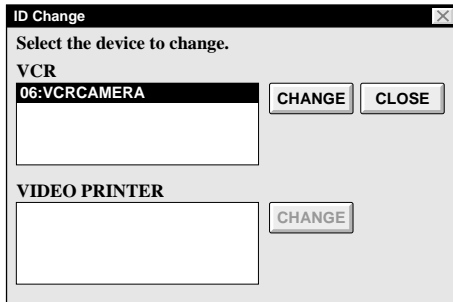 ID Change
Select the device to change.
VCR
06:VCRCAMERA
CHANGE CLOSE
VIDEO PRINTER
CHANGE